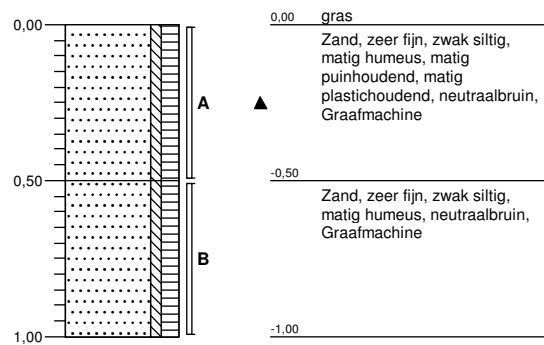 0,00
0,00
gras
Zand, zeer fijn, zwak siltig,
matig humeus, matig
puinhoudend, matig
plastichoudend, neutraalbruin,
Graafmachine
A
0,50
-0,50
Zand, zeer fijn, zwak siltig,
matig humeus, neutraalbruin,
Graafmachine
B
1,00
-1,00